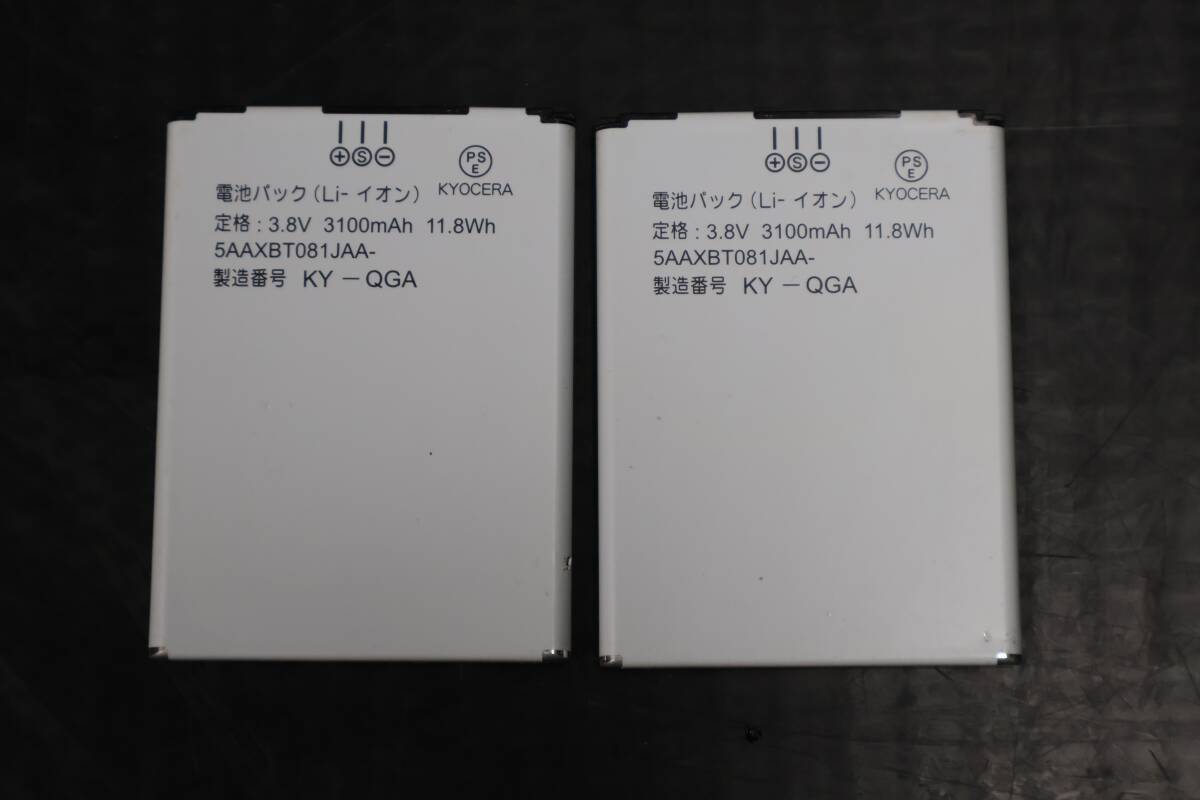 ⊕Ⓢ⊖
PS
E
KYOCERA
電池パック(Li- イオン)
定格 : 3.8V 3100mAh 11.8Wh
5AAXBT081JAA-
製造番号 KY － QGA
⊕Ⓢ⊖
PS
E
KYOCERA
電池パック(Li- イオン)
定格 : 3.8V 3100mAh 11.8Wh
5AAXBT081JAA-
製造番号 KY － QGA